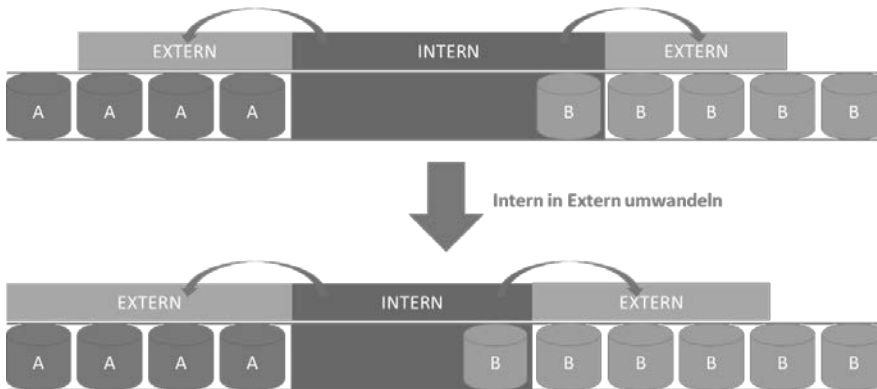 EXTERN INTERN EXTERN
A A A A B B B B B
Intern in Extern umwandeln
EXTERN INTERN EXTERN
A A A A B B B B B B